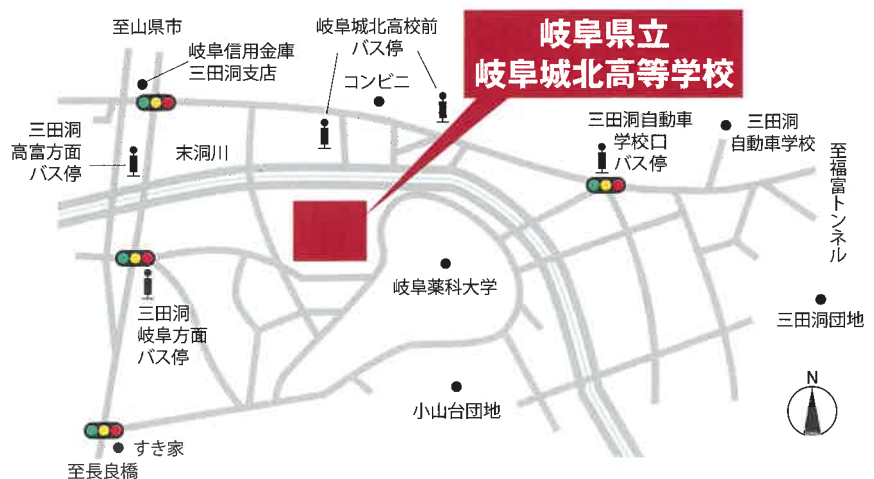 至山県市
岐阜信用金庫
三田洞支店
岐阜城北高校前
バス停
コンビニ
岐阜県立
岐阜城北高等学校
三田洞
高富方面
バス停
末洞川
三田洞自動車
学校口
バス停
三田洞
自動車学校
至福富トンネル
岐阜薬科大学
三田洞
岐阜方面
バス停
三田洞団地
小山台団地
N
すき家
至長良橋